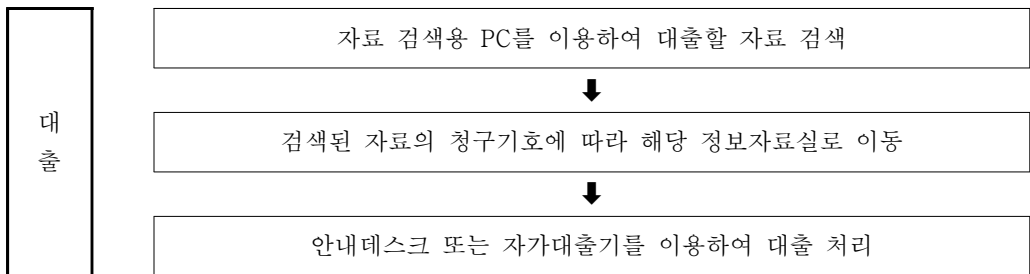 대
출
자료 검색용 PC를 이용하여 대출할 자료 검색
⬇
검색된 자료의 청구기호에 따라 해당 정보자료실로 이동
⬇
안내데스크 또는 자가대출기를 이용하여 대출 처리